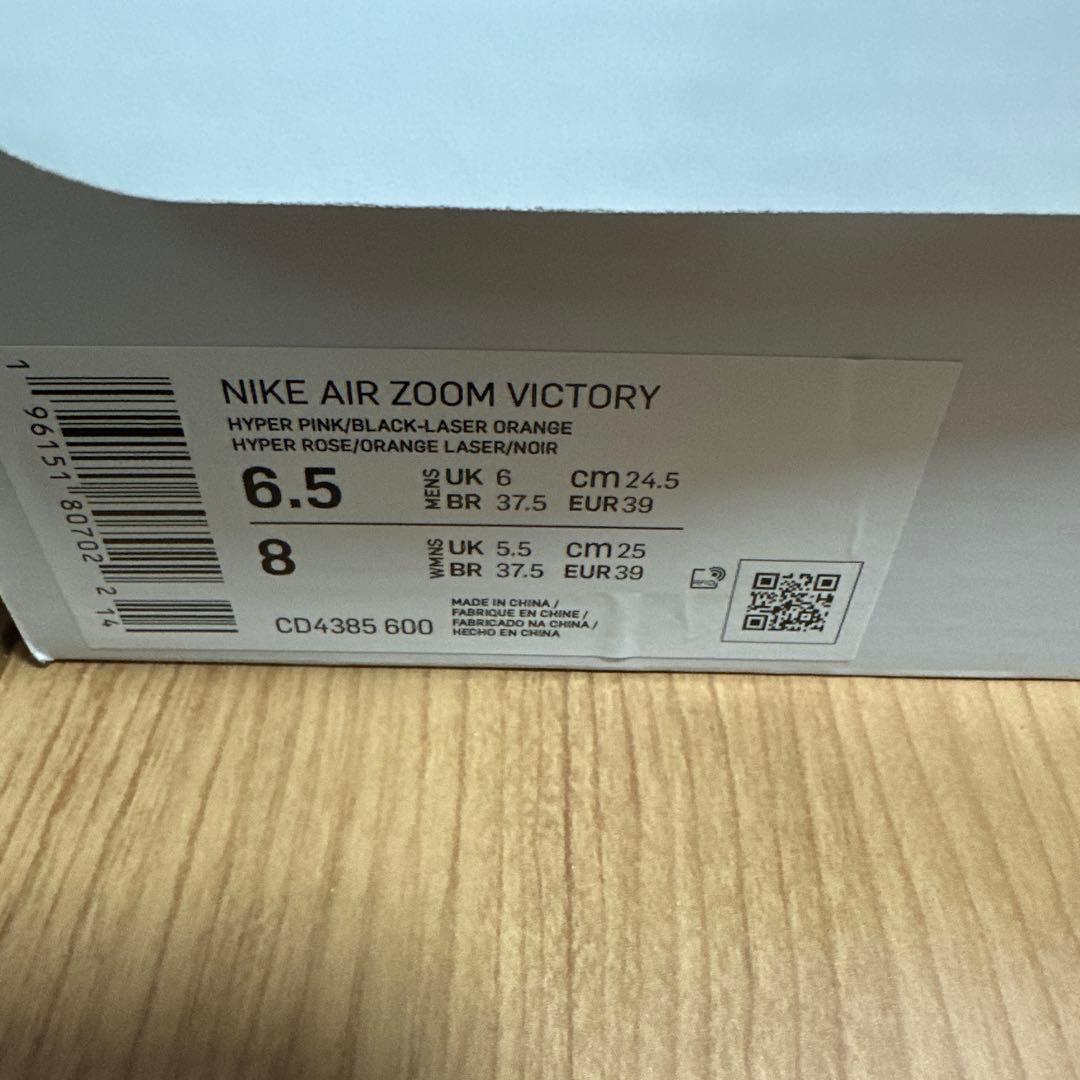 NIKE AIR ZOOM VICTORY
HYPER PINK/BLACK-LASER ORANGE
HYPER ROSE/ORANGE LASER/NOIR
6.5 MENS UK 6 cm 24.5
BR 37.5 EUR 39
8 WMNS UK 5.5 cm 25
BR 37.5 EUR 39
CD4385 600
MADE IN CHINA /
FABRIQUE EN CHINE /
FABRICADO NA CHINA /
HECHO EN CHINA
1 96151 80702 2 14